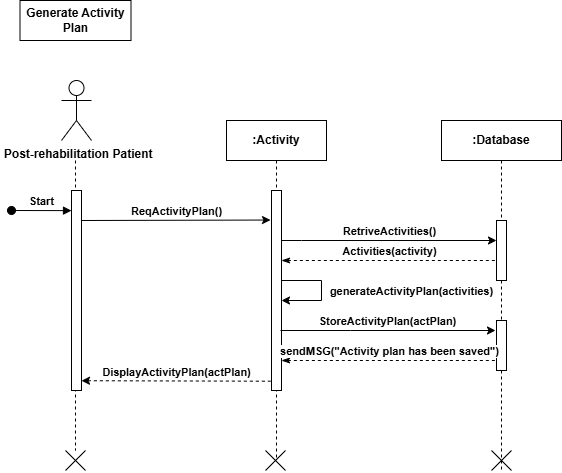 Generate Activity
Plan
Post-rehabilitation Patient
:Activity
:Database
Start
ReqActivityPlan()
RetriveActivities()
Activities(activity)
generateActivityPlan(activities)
StoreActivityPlan(actPlan)
sendMSG("Activity plan has been saved")
DisplayActivityPlan(actPlan)